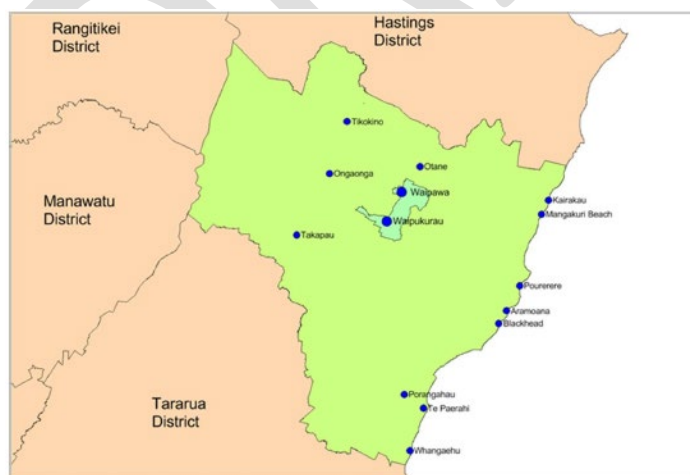 Rangitikei
District
Hastings
District
Tikokino
Otane
Ongaonga
Waipawa
Manawatu
District
Kairakau
Mangakuri Beach
Waipukurau
Takapau
Pourerere
Aramoana
Blackhead
Porangahau
Tararua
District
Te Paerahi
Whangaehu